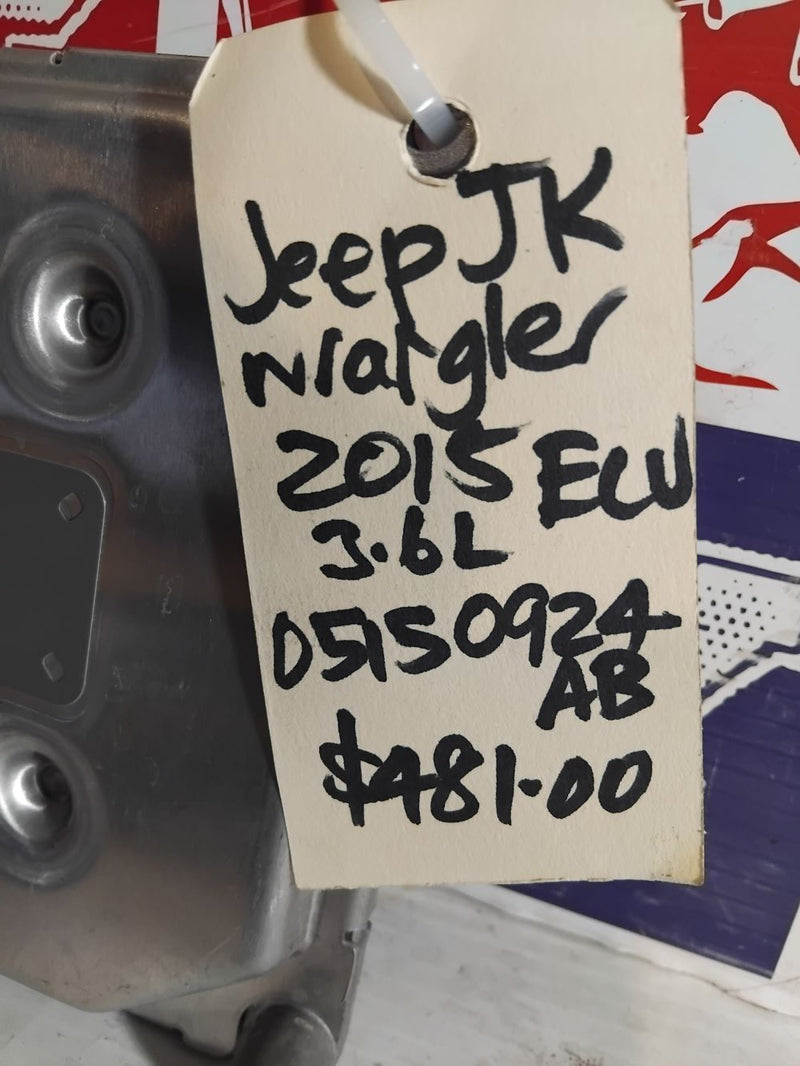 Jeep JK
Wrangler
2015 ECU
3.6L
05150924
AB
$481.00